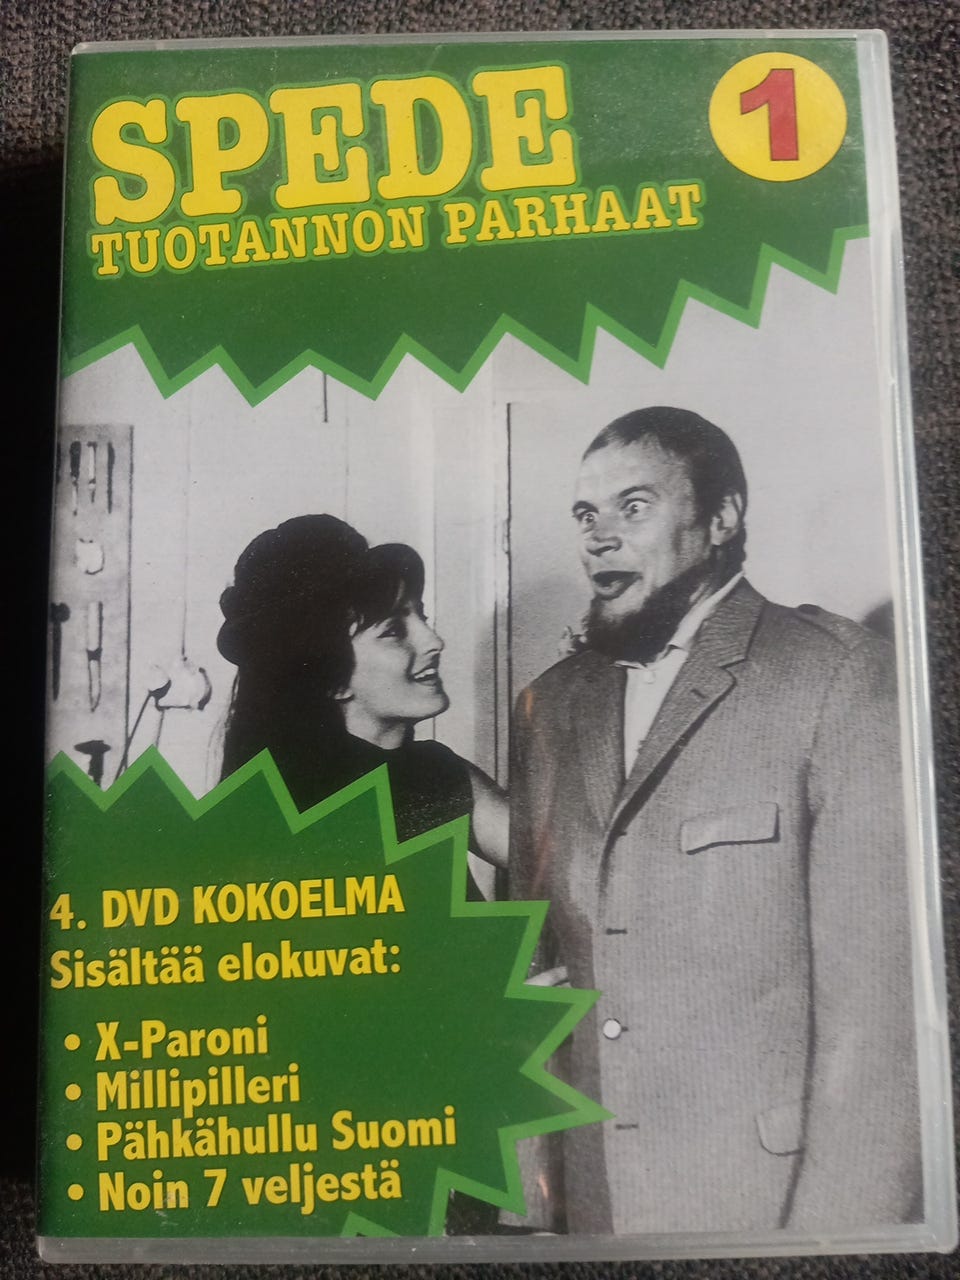 SPEDE
1
TUOTANNON PARHAAT
4. DVD KOKOELMA
Sisältää elokuvat:
• X-Paroni
• Millipilleri
• Pähkähullu Suomi
• Noin 7 veljestä